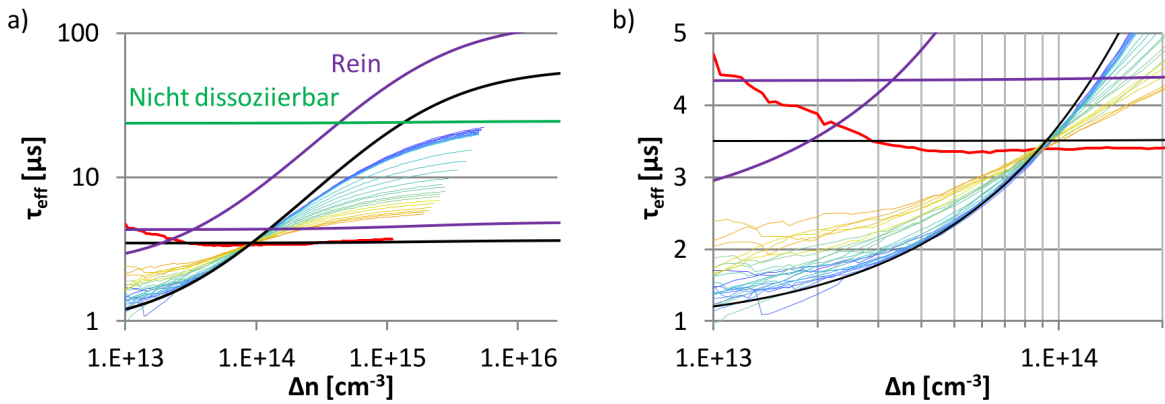 a)
100
10
1
τeff [µs]
Rein
Nicht dissoziierbar
1.E+13
1.E+14
1.E+15
1.E+16
Δn [cm-3]
b)
5
4
3
2
1
τeff [µs]
1.E+13
1.E+14
Δn [cm-3]